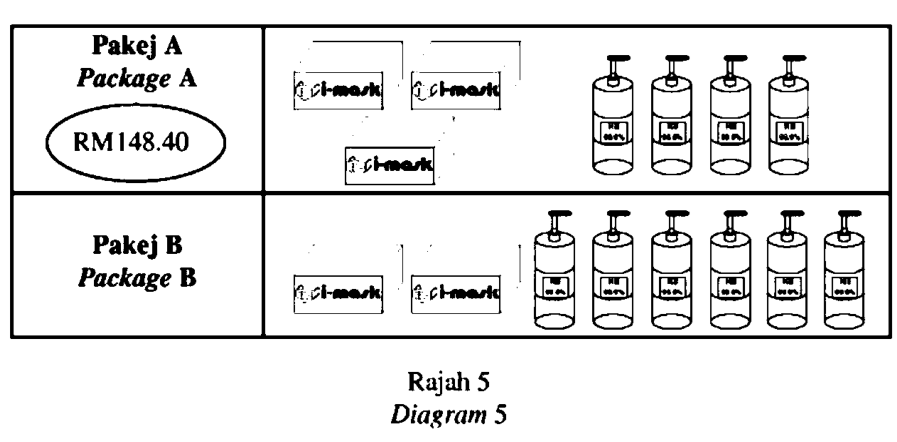 Pakej A
Package A
RM148.40
i-mask
i-mask
i-mask
Pakej B
Package B
i-mask
i-mask
Rajah 5
Diagram 5